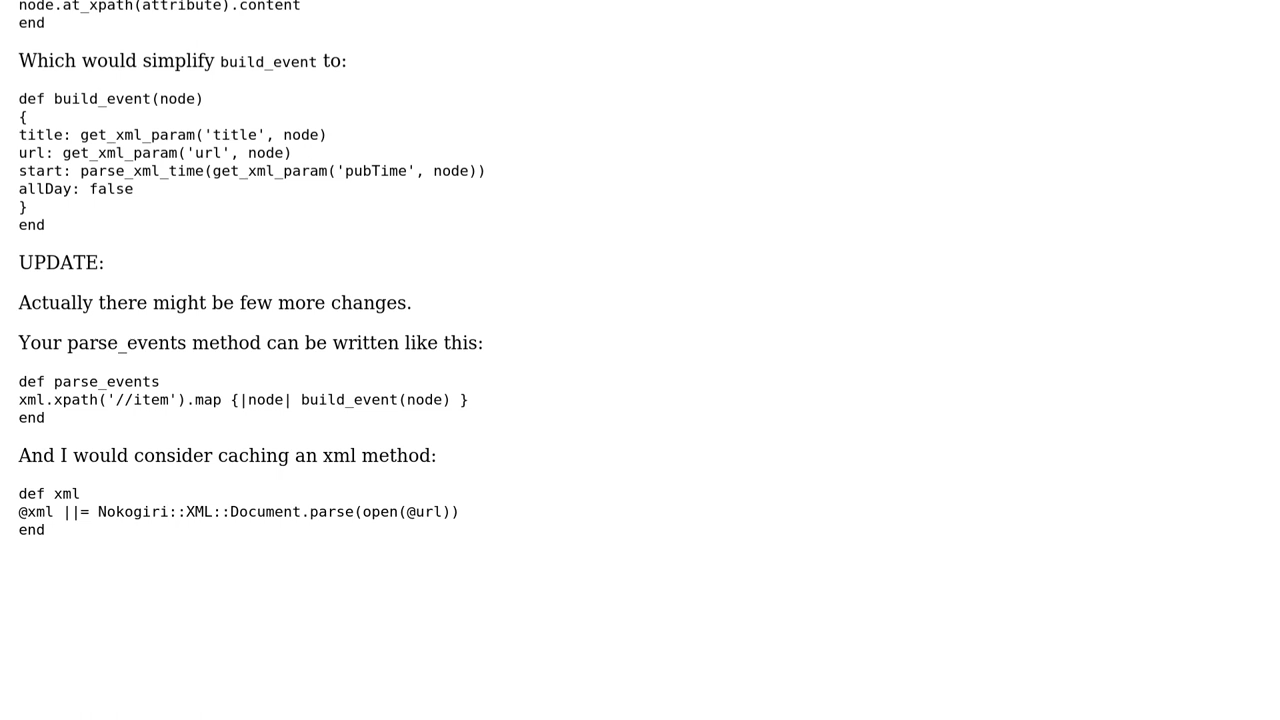 node.at_xpath(attribute).content
end
Which would simplify build_event to:
def build_event(node)
{
title: get_xml_param('title', node)
url: get_xml_param('url', node)
start: parse_xml_time(get_xml_param('pubTime', node))
allDay: false
}
end
UPDATE:
Actually there might be few more changes.
Your parse_events method can be written like this:
def parse_events
xml.xpath('//item').map {|node| build_event(node) }
end
And I would consider caching an xml method:
def xml
@xml ||= Nokogiri::XML::Document.parse(open(@url))
end